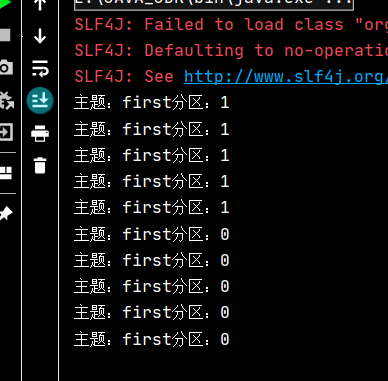 E:\JAVA_JDK\bin\java.exe ...
SLF4J: Failed to load class "org
SLF4J: Defaulting to no-operatio
SLF4J: See http://www.slf4j.org/
主题：first分区：1
主题：first分区：1
主题：first分区：1
主题：first分区：1
主题：first分区：1
主题：first分区：0
主题：first分区：0
主题：first分区：0
主题：first分区：0
主题：first分区：0